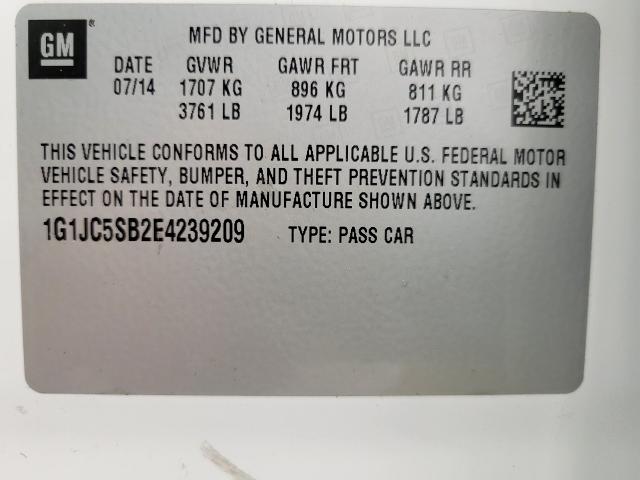 GM
MFD BY GENERAL MOTORS LLC
DATE GVWR GAWR FRT GAWR RR
07/14 1707 KG 896 KG 811 KG
3761 LB 1974 LB 1787 LB
THIS VEHICLE CONFORMS TO ALL APPLICABLE U.S. FEDERAL MOTOR
VEHICLE SAFETY, BUMPER, AND THEFT PREVENTION STANDARDS IN
EFFECT ON THE DATE OF MANUFACTURE SHOWN ABOVE.
1G1JC5SB2E4239209 TYPE: PASS CAR